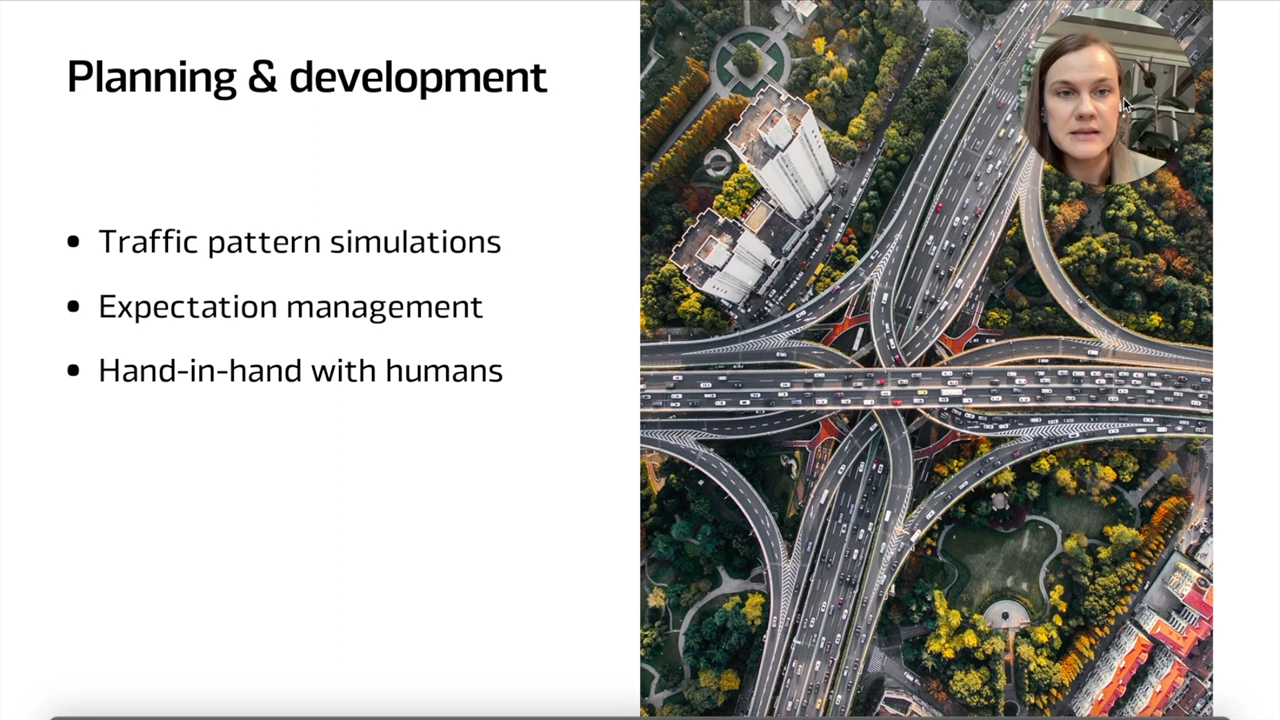 Planning & development
• Traffic pattern simulations
• Expectation management
• Hand-in-hand with humans